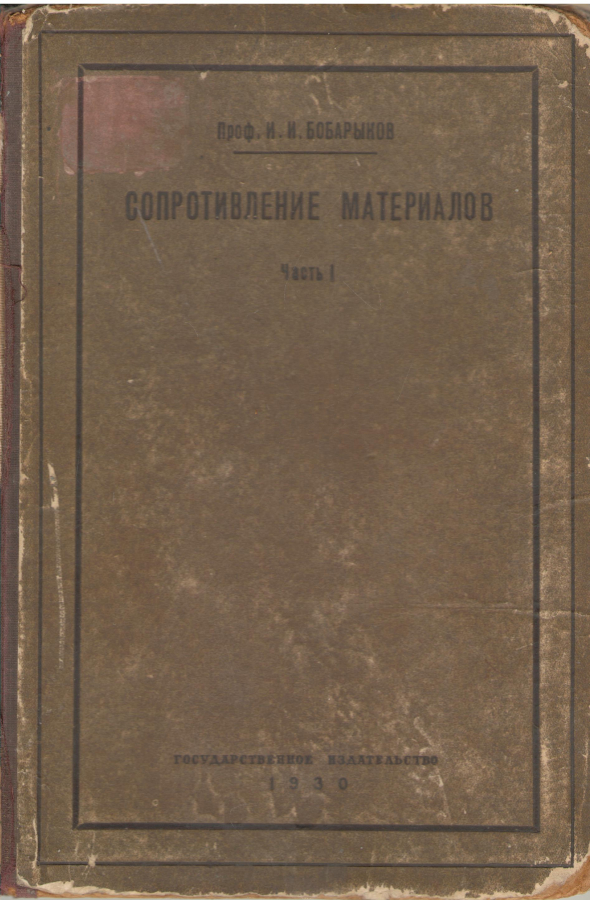 Проф. И. И. БОБАРЫКОВ
СОПРОТИВЛЕНИЕ МАТЕРИАЛОВ
Часть I
ГОСУДАРСТВЕННОЕ ИЗДАТЕЛЬСТВО
1930